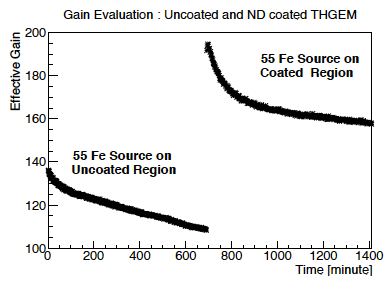 Gain Evaluation : Uncoated and ND coated THGEM
Effective Gain
200
180
160
140
120
100
55 Fe Source on
Coated Region
55 Fe Source on
Uncoated Region
0 200 400 600 800 1000 1200 1400
Time [minute]